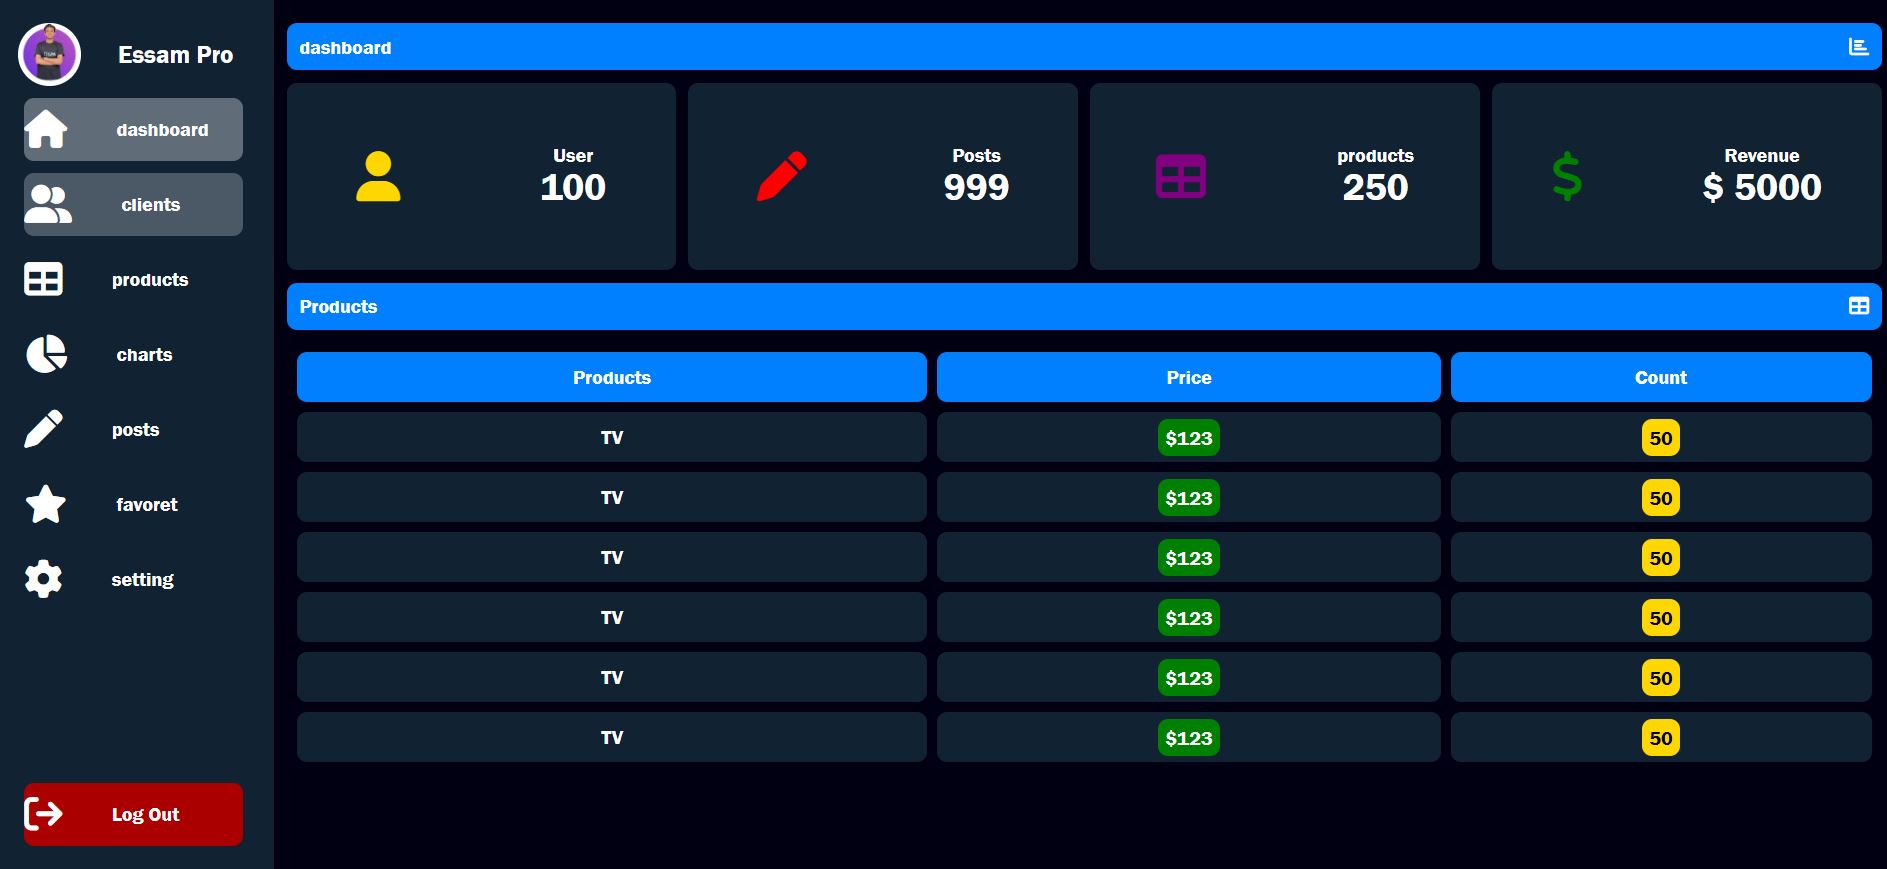 Essam Pro
dashboard
clients
products
charts
posts
favoret
setting
Log Out
dashboard
User
100
Posts
999
products
250
Revenue
$ 5000
Products
Products Price Count
TV $123 50
TV $123 50
TV $123 50
TV $123 50
TV $123 50
TV $123 50